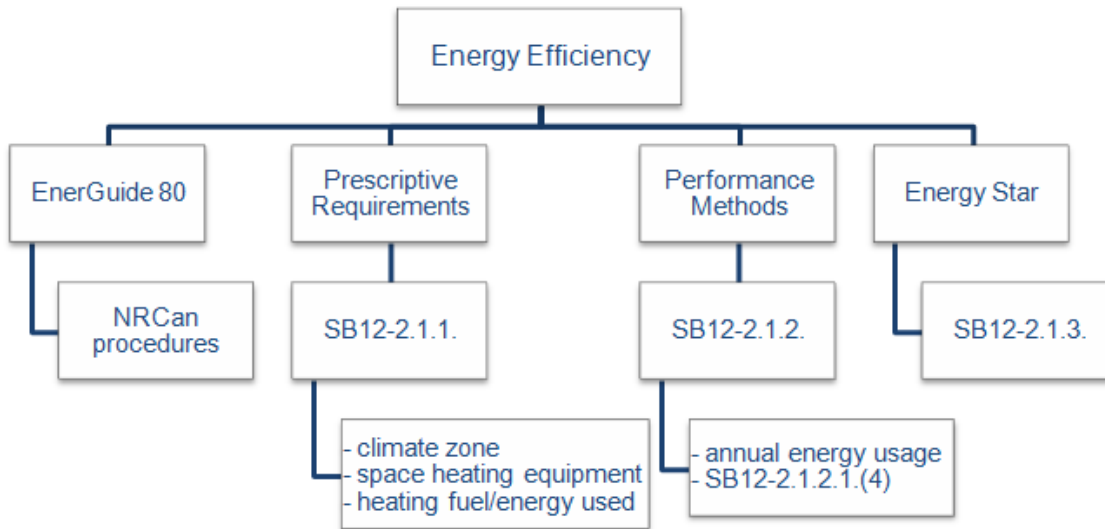 Energy Efficiency
EnerGuide 80
Prescriptive
Requirements
Performance
Methods
Energy Star
NRCan
procedures
SB12-2.1.1.
SB12-2.1.2.
SB12-2.1.3.
- climate zone
- space heating equipment
- heating fuel/energy used
- annual energy usage
- SB12-2.1.2.1.(4)